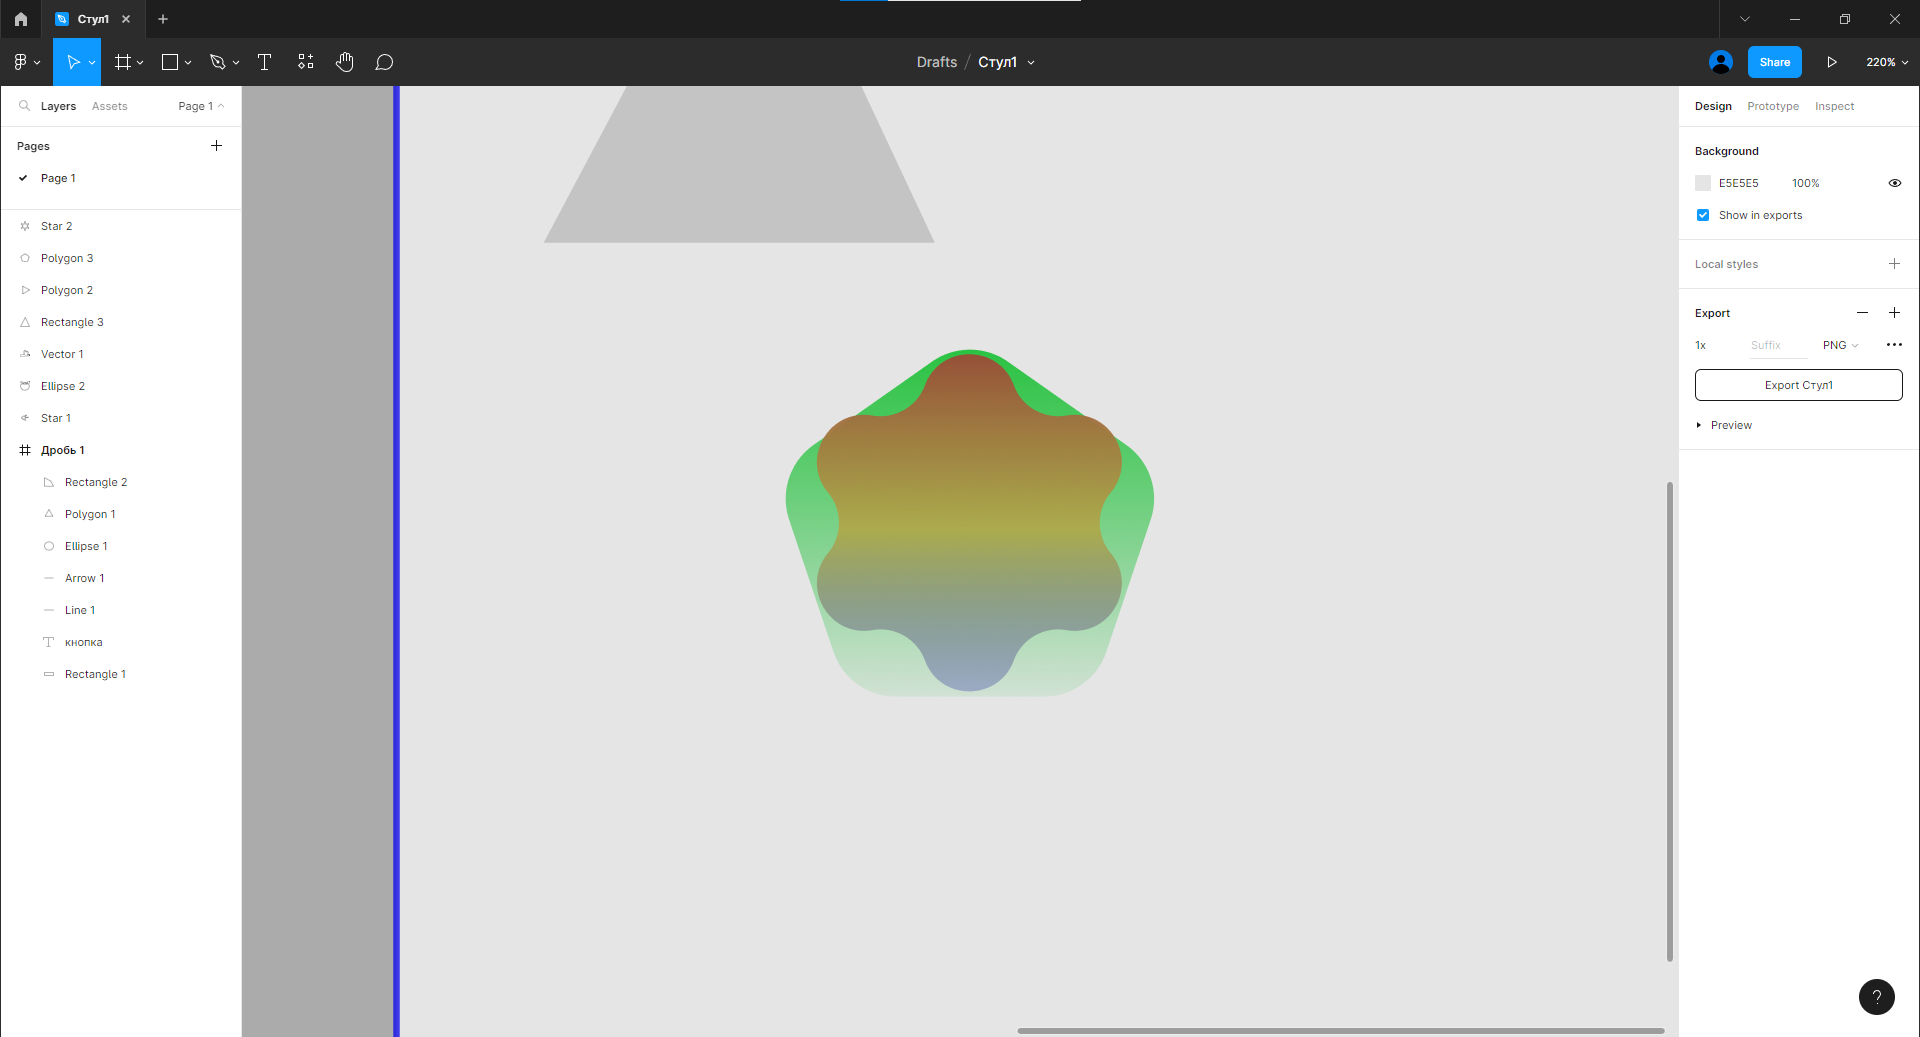 Стул1
Drafts / Стул1
Share
220%
Layers Assets Page 1
Pages
Page 1
Star 2
Polygon 3
Polygon 2
Rectangle 3
Vector 1
Ellipse 2
Star 1
Дробь 1
Rectangle 2
Polygon 1
Ellipse 1
Arrow 1
Line 1
кнопка
Rectangle 1
Design Prototype Inspect
Background
E5E5E5 100%
Show in exports
Local styles
Export
1x Suffix PNG
Export Стул1
Preview
?